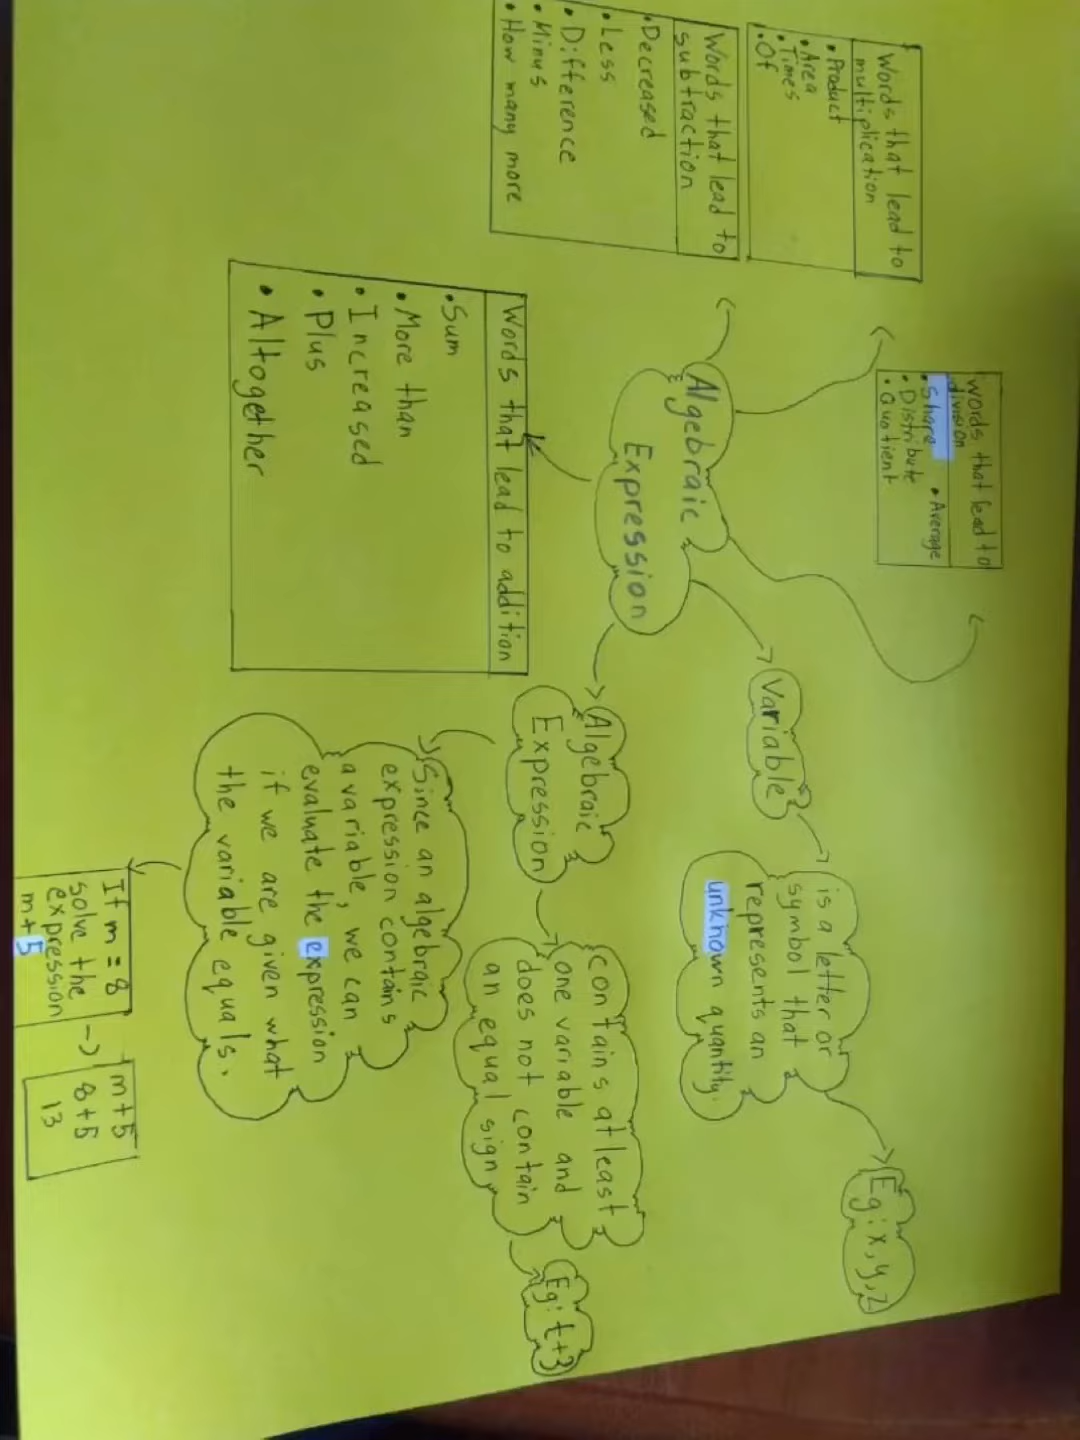 Words that lead to
multiplication
• Product
• Area
• Times
• Of
Words that lead to
subtraction
• Decreased
• Less
• Difference
• Minus
• How many more
words that lead to
division
• Share • Average
• Distribute
• Quotient
Algebraic
Expression
Words that lead to addition
• Sum
• More than
• Increased
• Plus
• Altogether
Variable
is a letter or
symbol that
represents an
unknown quantity.
Eg: x, y, z
Algebraic
Expression
contains at least
one variable and
does not contain
an equal sign
Eg: t+3
Since an algebraic
expression contains
a variable, we can
evaluate the expression
if we are given what
the variable equals.
If m = 8
solve the
expression
m+5
m+5
8+5
13